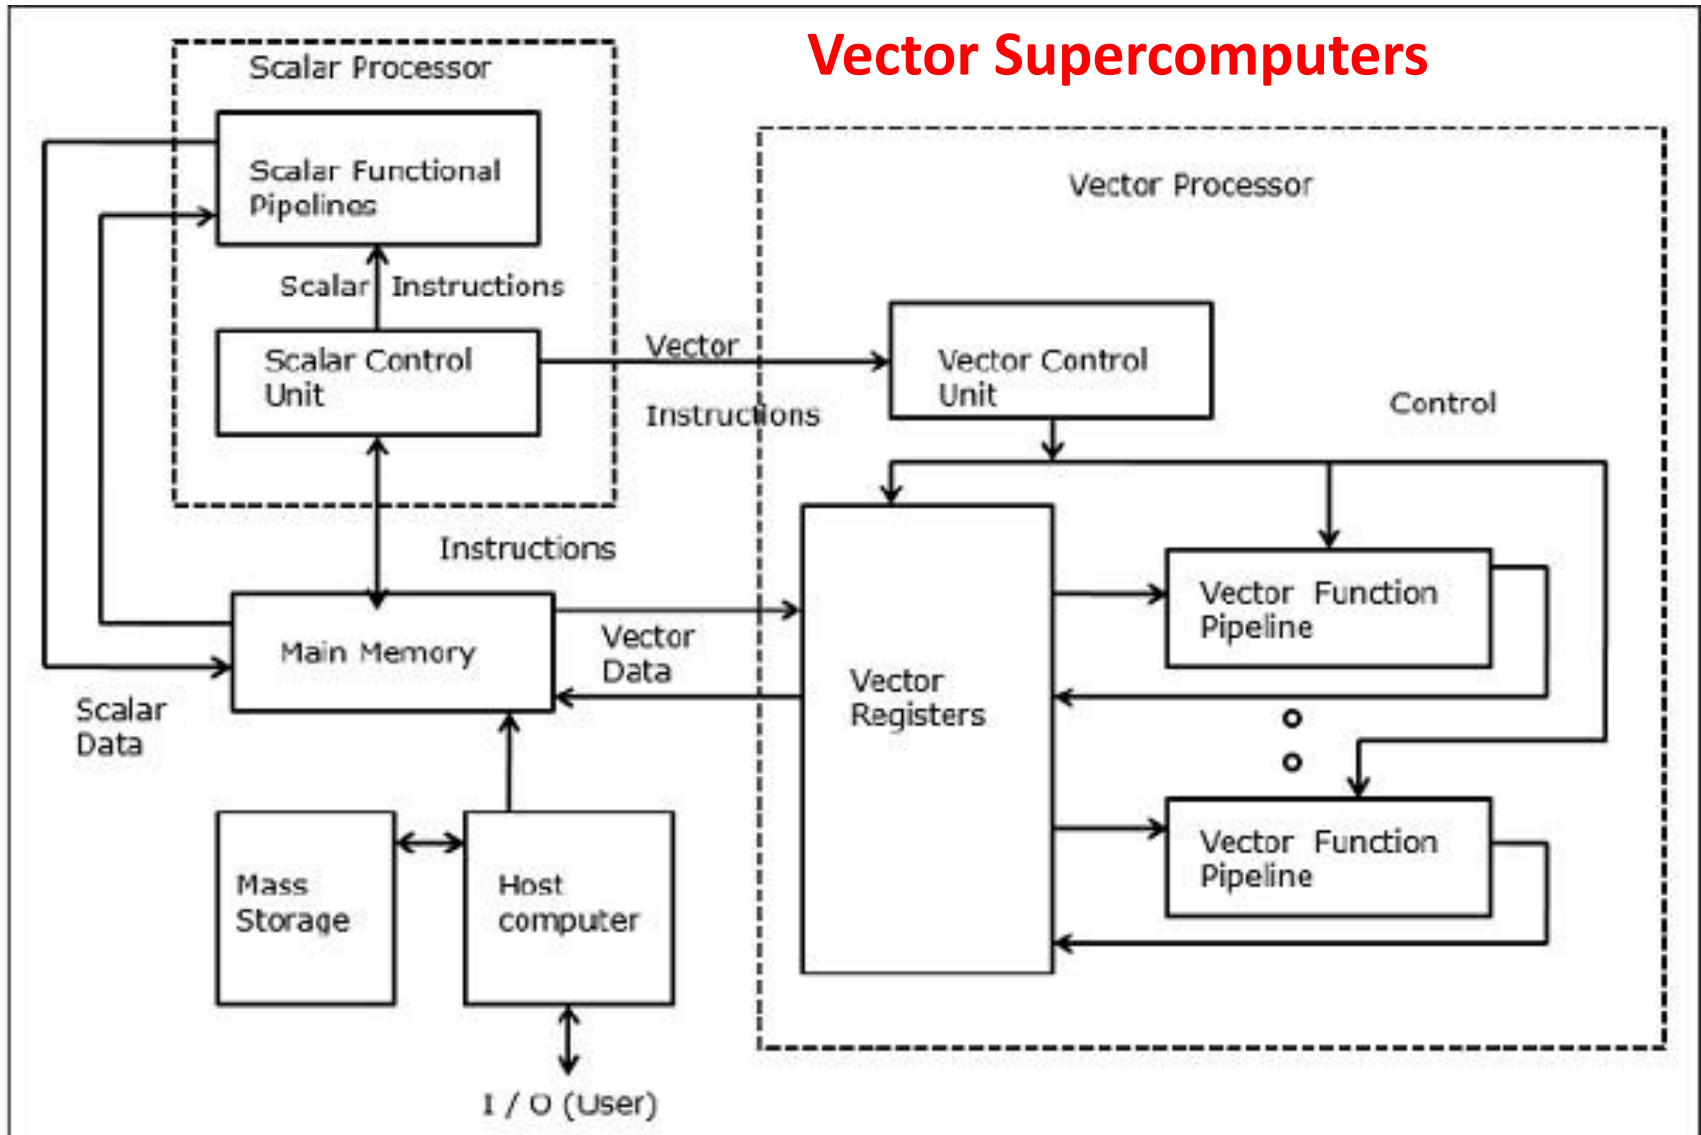 Vector Supercomputers
Scalar Processor
Scalar Functional
Pipelines
Scalar Instructions
Scalar Control
Unit
Vector
Instructions
Vector Processor
Vector Control
Unit
Control
Instructions
Main Memory
Vector
Data
Scalar
Data
Vector
Registers
Vector Function
Pipeline
Vector Function
Pipeline
Mass
Storage
Host
computer
I / O (User)